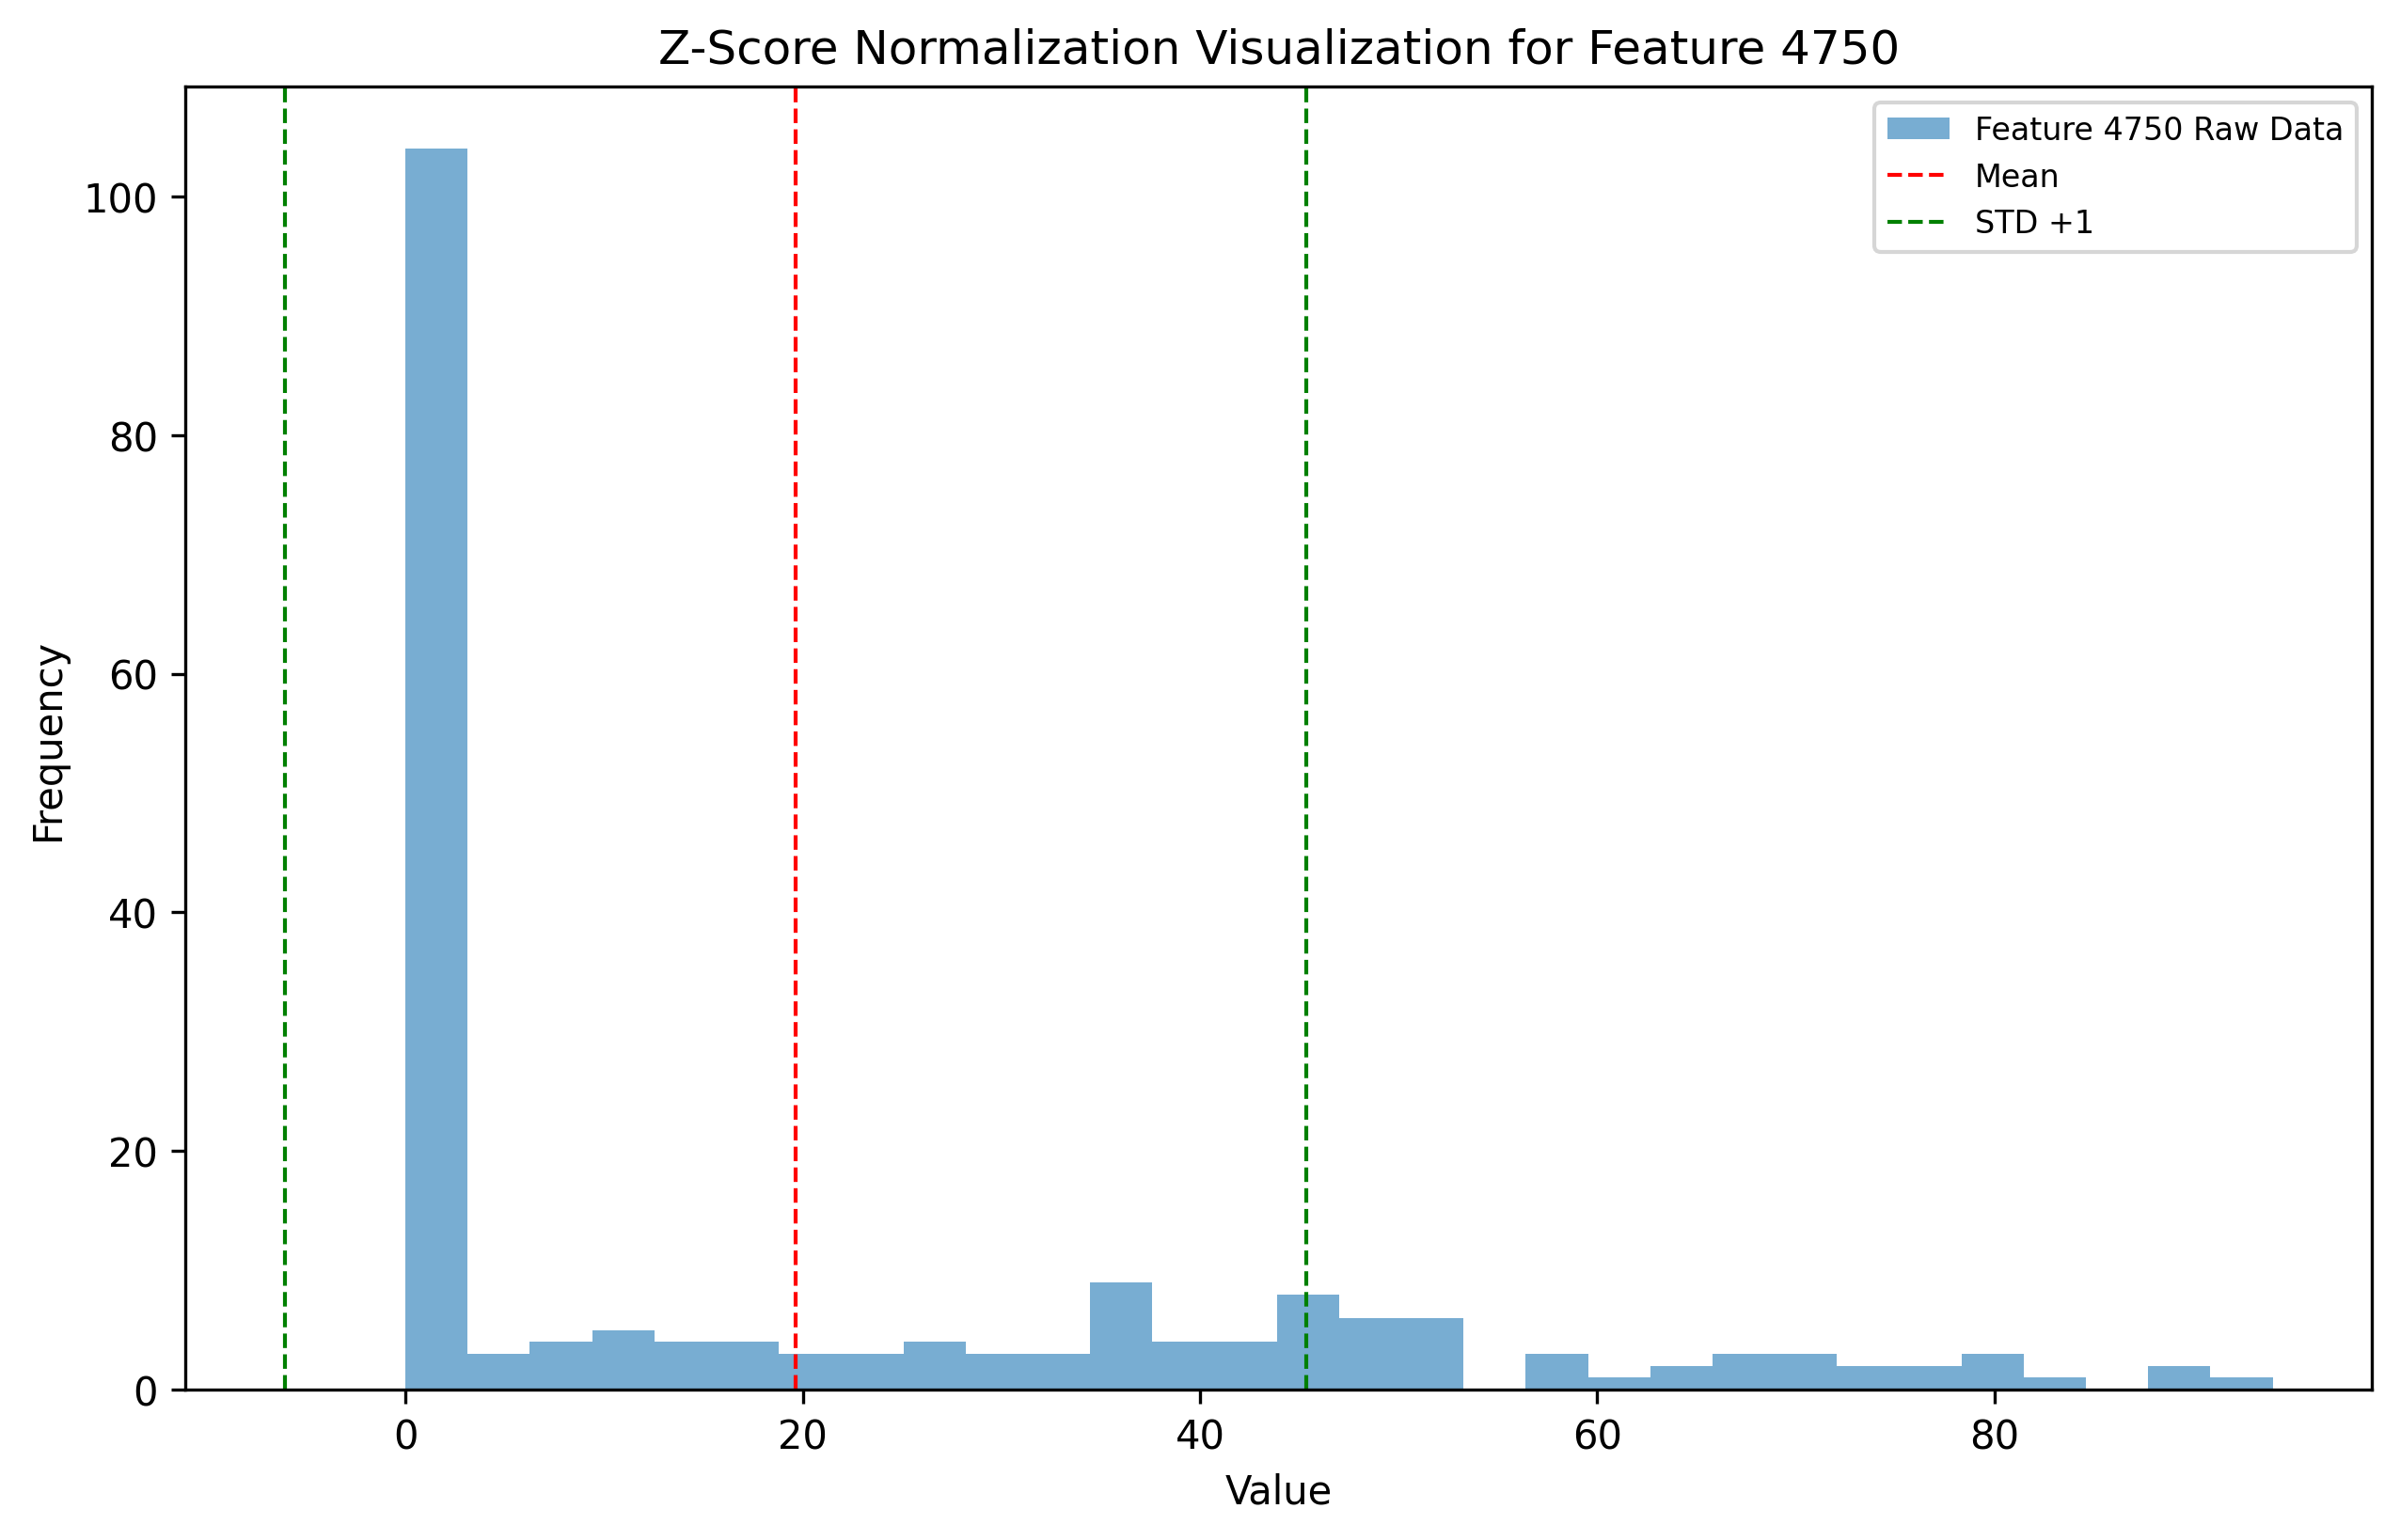 Z-Score Normalization Visualization for Feature 4750
Feature 4750 Raw Data
Mean
STD +1
100
80
60
40
20
0
Frequency
0 20 40 60 80
Value